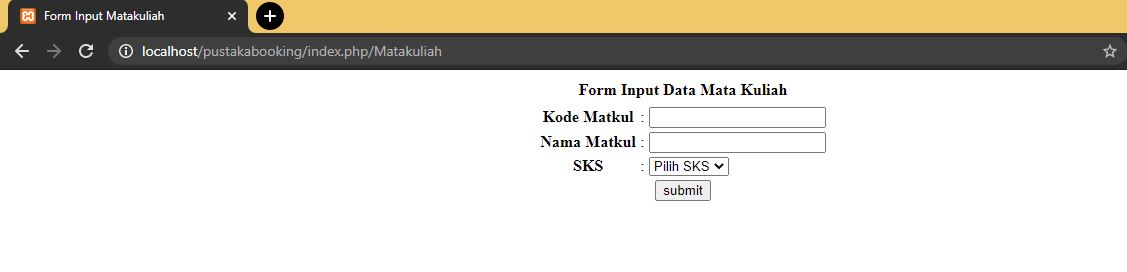 Form Input Matakuliah
localhost/pustakabooking/index.php/Matakuliah
Form Input Data Mata Kuliah
Kode Matkul :
Nama Matkul :
SKS : Pilih SKS
submit